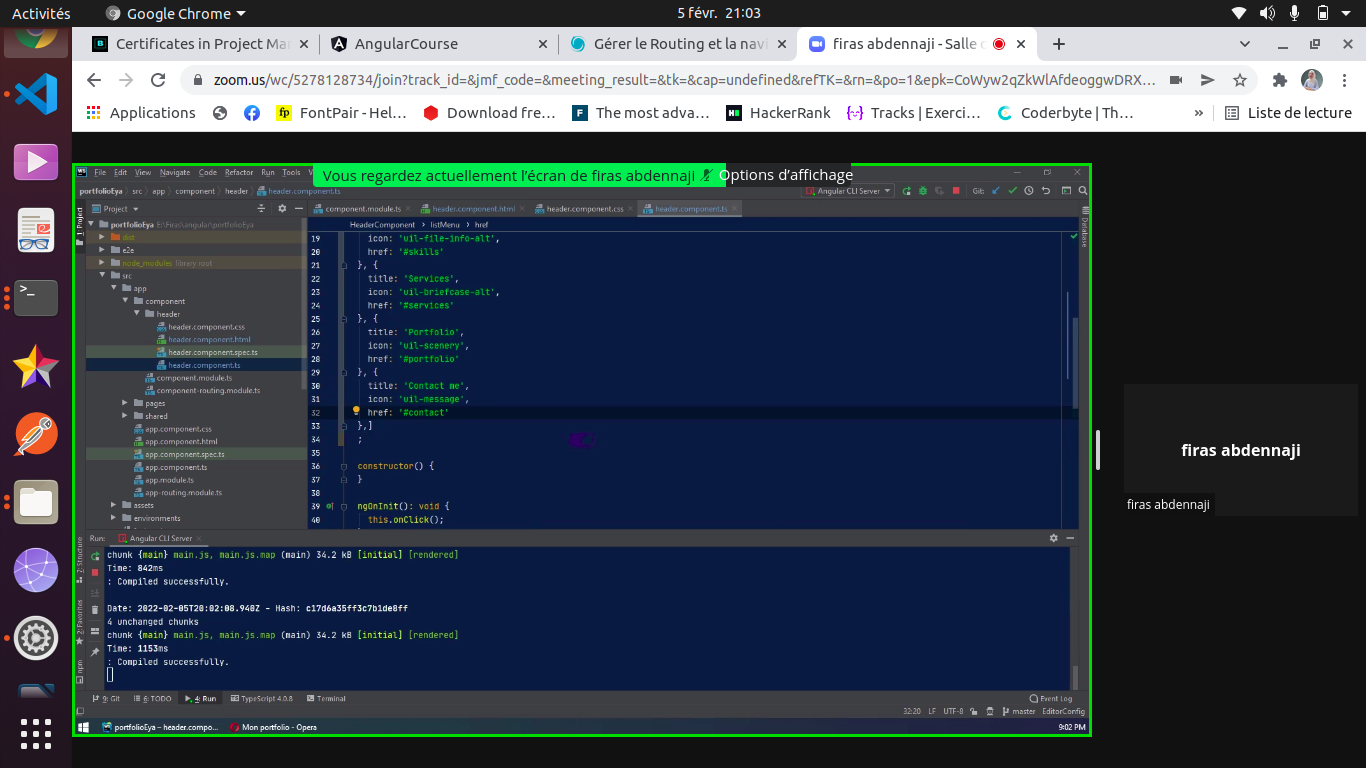 Activités
Google Chrome
5 févr. 21:03
Certificates in Project Mar
AngularCourse
Gérer le Routing et la navi
firas abdennaji - Salle
zoom.us/wc/5278128734/join?track_id=&jmf_code=&meeting_result=&tk=&cap=undefined&refTK=&rn=&po=1&epk=CoWyw2qZkWlAfdeoggwDRX…
Applications
FontPair - Hel…
Download fre…
The most adva…
HackerRank
Tracks | Exerci…
Coderbyte | Th…
»
Liste de lecture
Vous regardez actuellement l'écran de firas abdennaji
Options d'affichage
WS File Edit View Navigate Code Refactor Run Tools
portfolioEya src app component header header.component.ts
Angular CLI Server
Git:
Project
component.module.ts
header.component.html
header.component.css
header.component.ts
HeaderComponent listMenu href
1: Project
portfolioEya E:\Firas\angular\portfolioEya
dist
e2e
node_modules library root
src
app
component
header
header.component.css
header.component.html
header.component.spec.ts
header.component.ts
component.module.ts
component-routing.module.ts
pages
shared
app.component.css
app.component.html
app.component.spec.ts
app.component.ts
app.module.ts
app-routing.module.ts
assets
environments
19 icon: 'uil-file-info-alt',
20 href: '#skills'
21 }, {
22 title: 'Services',
23 icon: 'uil-briefcase-alt',
24 href: '#services'
25 }, {
26 title: 'Portfolio',
27 icon: 'uil-scenery',
28 href: '#portfolio'
29 }, {
30 title: 'Contact me',
31 icon: 'uil-message',
32 href: '#contact'
33 },]
34 ;
35
36 constructor() {
37 }
38
39 ngOnInit(): void {
40 this.onClick();
Database
firas abdennaji
firas abdennaji
Run: Angular CLI Server
chunk {main} main.js, main.js.map (main) 34.2 kB [initial] [rendered]
Time: 842ms
: Compiled successfully.
Date: 2022-02-05T20:02:08.940Z - Hash: c17d6a35ff3c7b1de8ff
4 unchanged chunks
chunk {main} main.js, main.js.map (main) 34.2 kB [initial] [rendered]
Time: 1153ms
: Compiled successfully.
Z: Structure
2: Favorites
npm
9: Git
6: TODO
4: Run
TypeScript 4.0.8
Terminal
Event Log
32:20 LF UTF-8 master EditorConfig
portfolioEya – header.compo...
Mon portfolio - Opera
9:02 PM